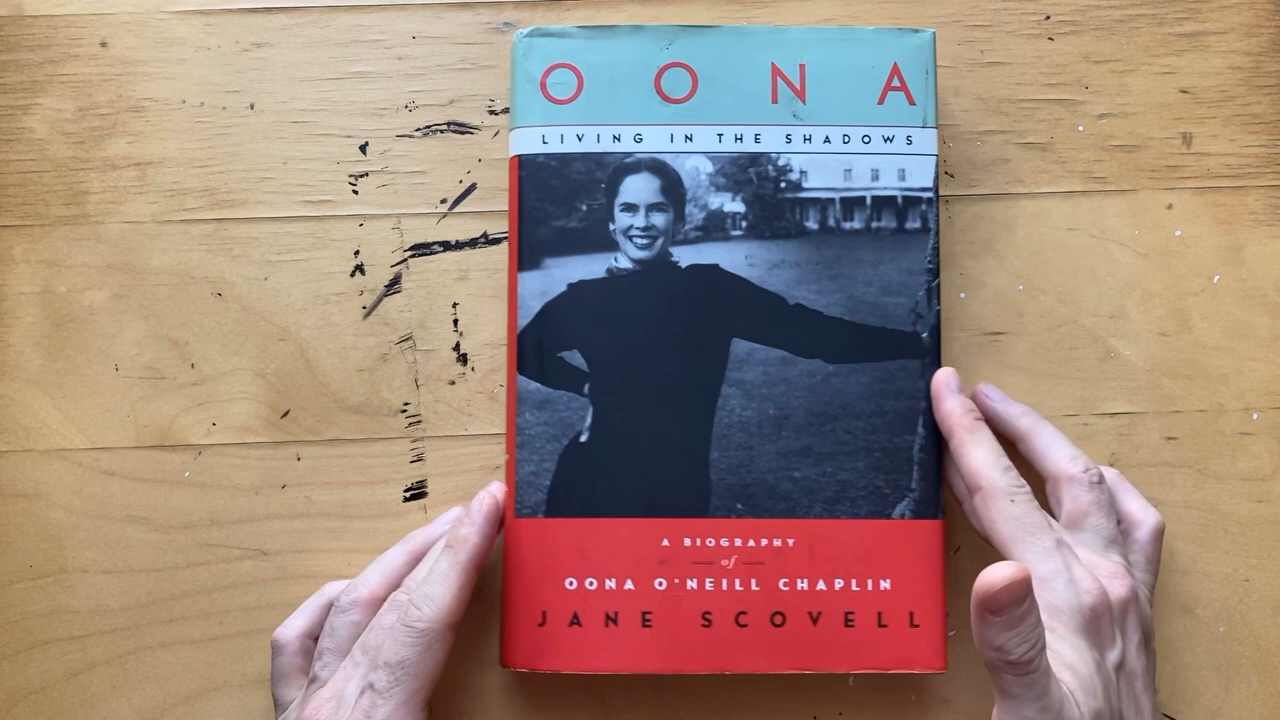 OONA
LIVING IN THE SHADOWS
A BIOGRAPHY
of
OONA O'NEILL CHAPLIN
JANE SCOVELL